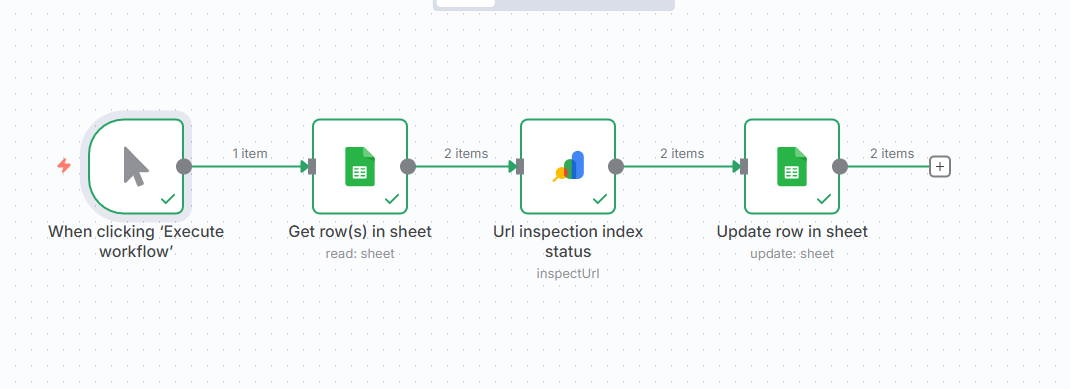 1 item
2 items
2 items
2 items
When clicking ‘Execute
workflow’
Get row(s) in sheet
read: sheet
Url inspection index
status
inspectUrl
Update row in sheet
update: sheet